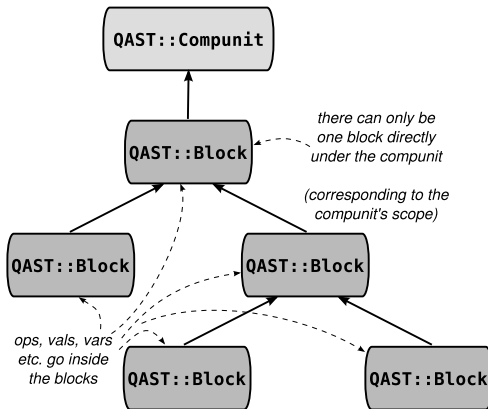 QAST::Compunit
there can only be
one block directly
under the compunit
QAST::Block
(corresponding to the
compunit's scope)
QAST::Block
QAST::Block
ops, vals, vars
etc. go inside
the blocks
QAST::Block
QAST::Block